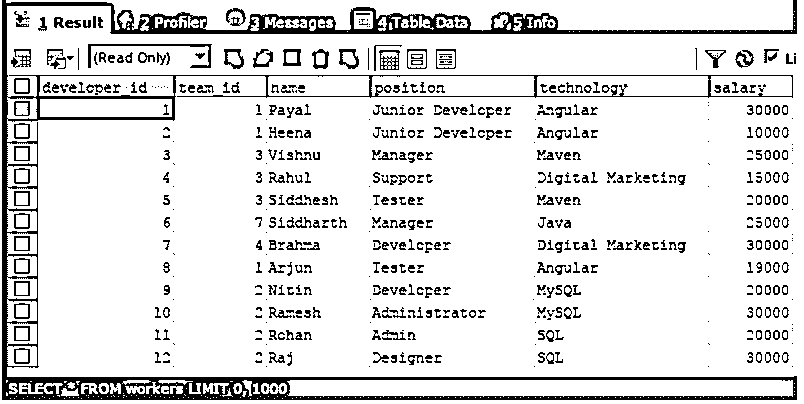 1 Result 2 Profiler 3 Messages 4 Table Data 5 Info
(Read Only) Li
developer_id team_id name position technology salary
1 1 Payal Junior Developer Angular 30000
2 1 Heena Junior Developer Angular 10000
3 3 Vishnu Manager Maven 25000
4 3 Rahul Support Digital Marketing 15000
5 3 Siddhesh Tester Maven 20000
6 7 Siddharth Manager Java 25000
7 4 Brahma Developer Digital Marketing 30000
8 1 Arjun Tester Angular 19000
9 2 Nitin Developer MySQL 20000
10 2 Ramesh Administrator MySQL 30000
11 2 Rohan Admin SQL 20000
12 2 Raj Designer SQL 30000
SELECT * FROM workers LIMIT 0, 1000